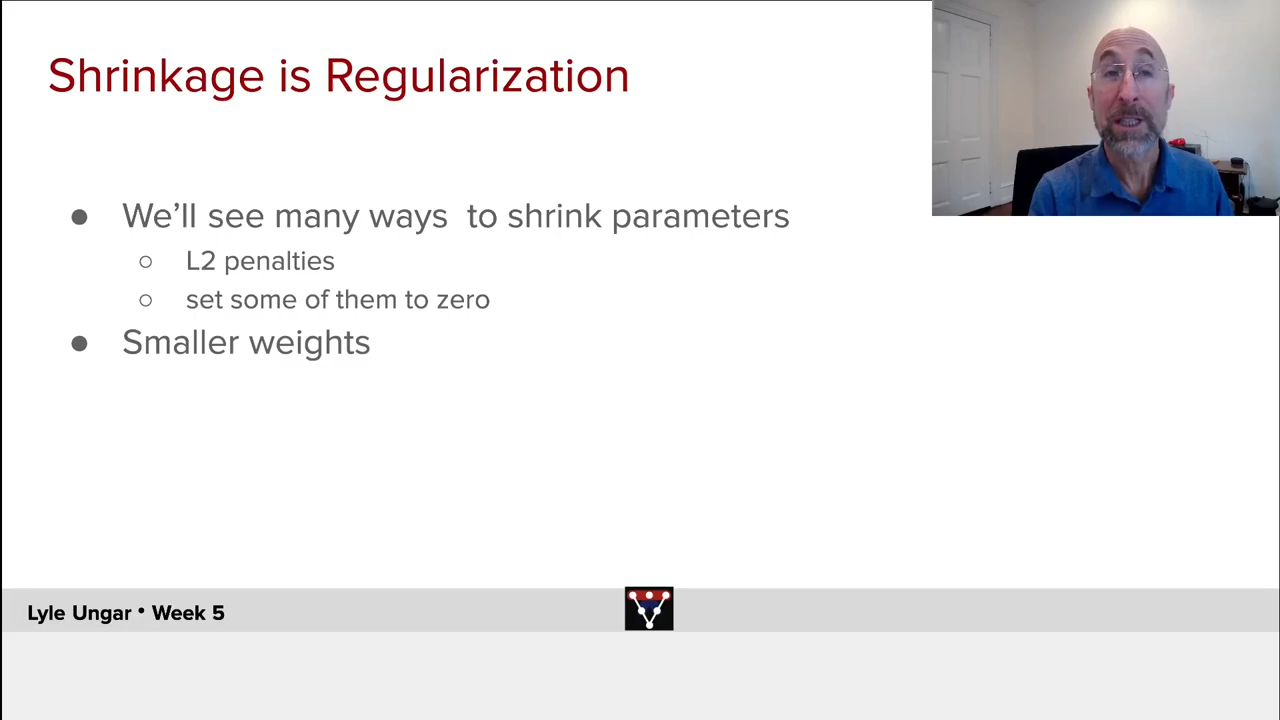 Shrinkage is Regularization
● We'll see many ways to shrink parameters
○ L2 penalties
○ set some of them to zero
● Smaller weights
Lyle Ungar • Week 5